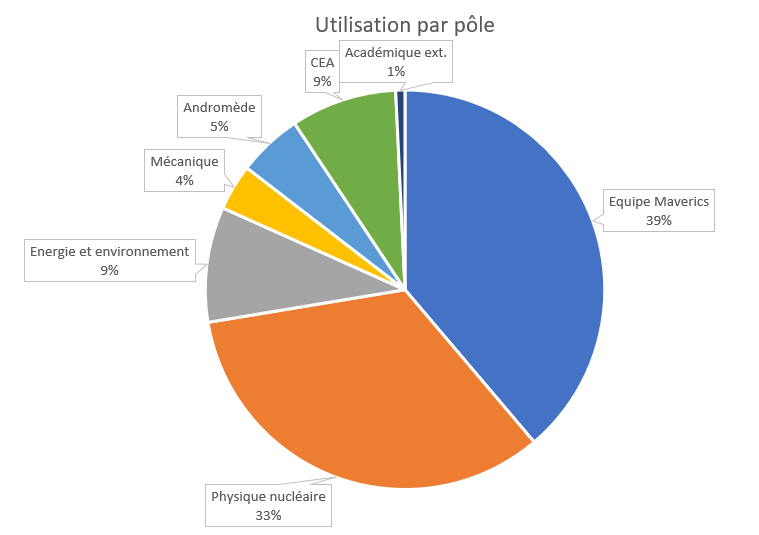 Utilisation par pôle
Académique ext.
1%
CEA
9%
Andromède
5%
Mécanique
4%
Equipe Maverics
39%
Energie et environnement
9%
Physique nucléaire
33%